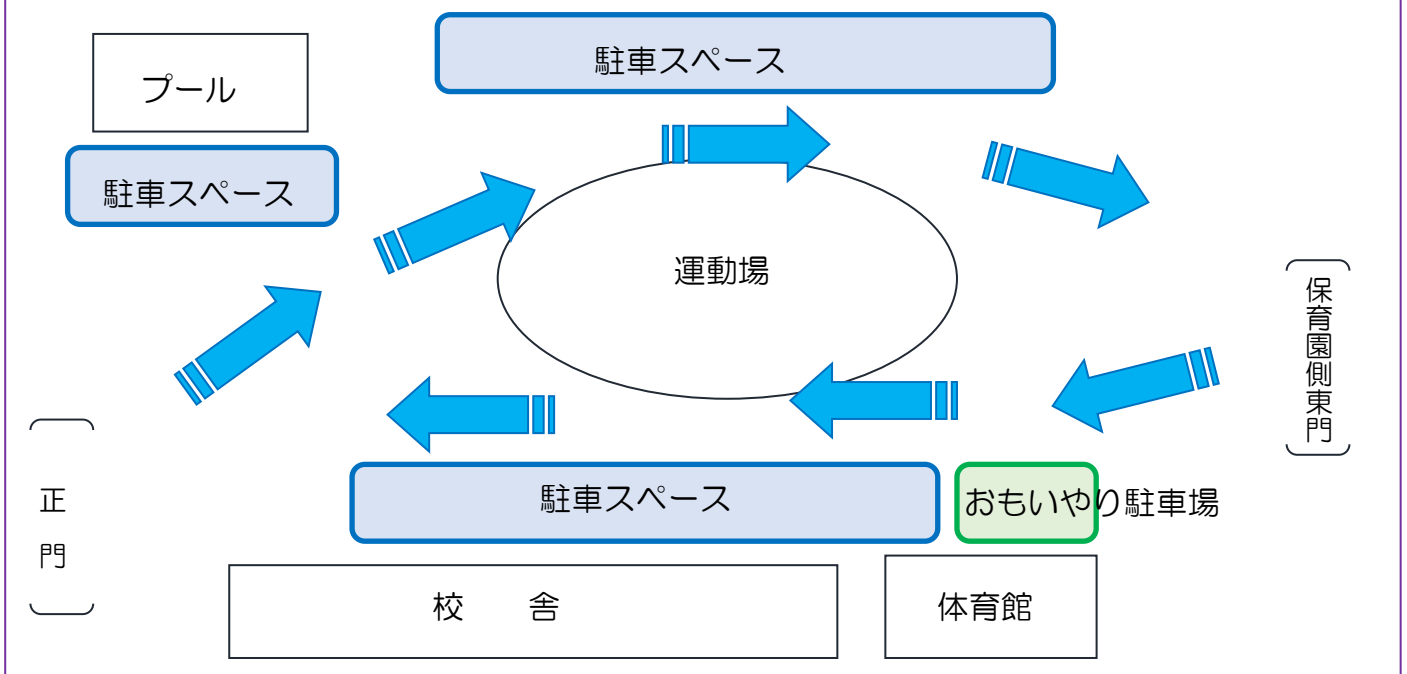 駐車スペース
プール
駐車スペース
運動場
保育園側東門
正門
駐車スペース
おもいやり駐車場
校　舎
体育館